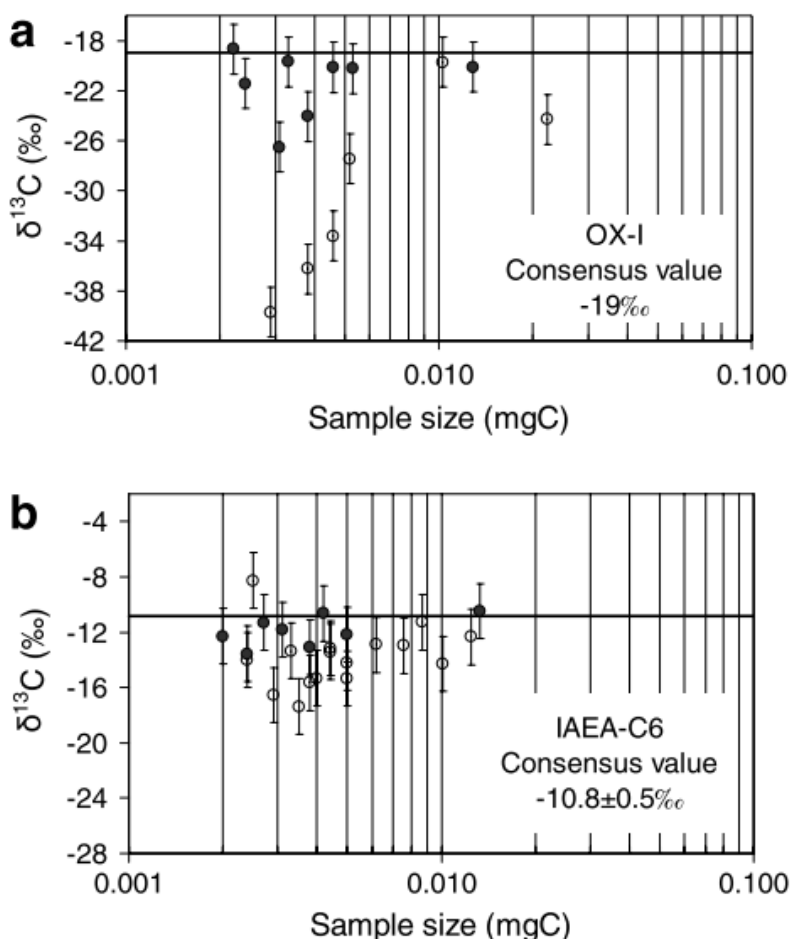 a
-18
-22
-26
-30
-34
-38
-42
δ¹³C (‰)
OX-I
Consensus value
-19‰
0.001 0.010 0.100
Sample size (mgC)
b
-4
-8
-12
-16
-20
-24
-28
δ¹³C (‰)
IAEA-C6
Consensus value
-10.8±0.5‰
0.001 0.010 0.100
Sample size (mgC)